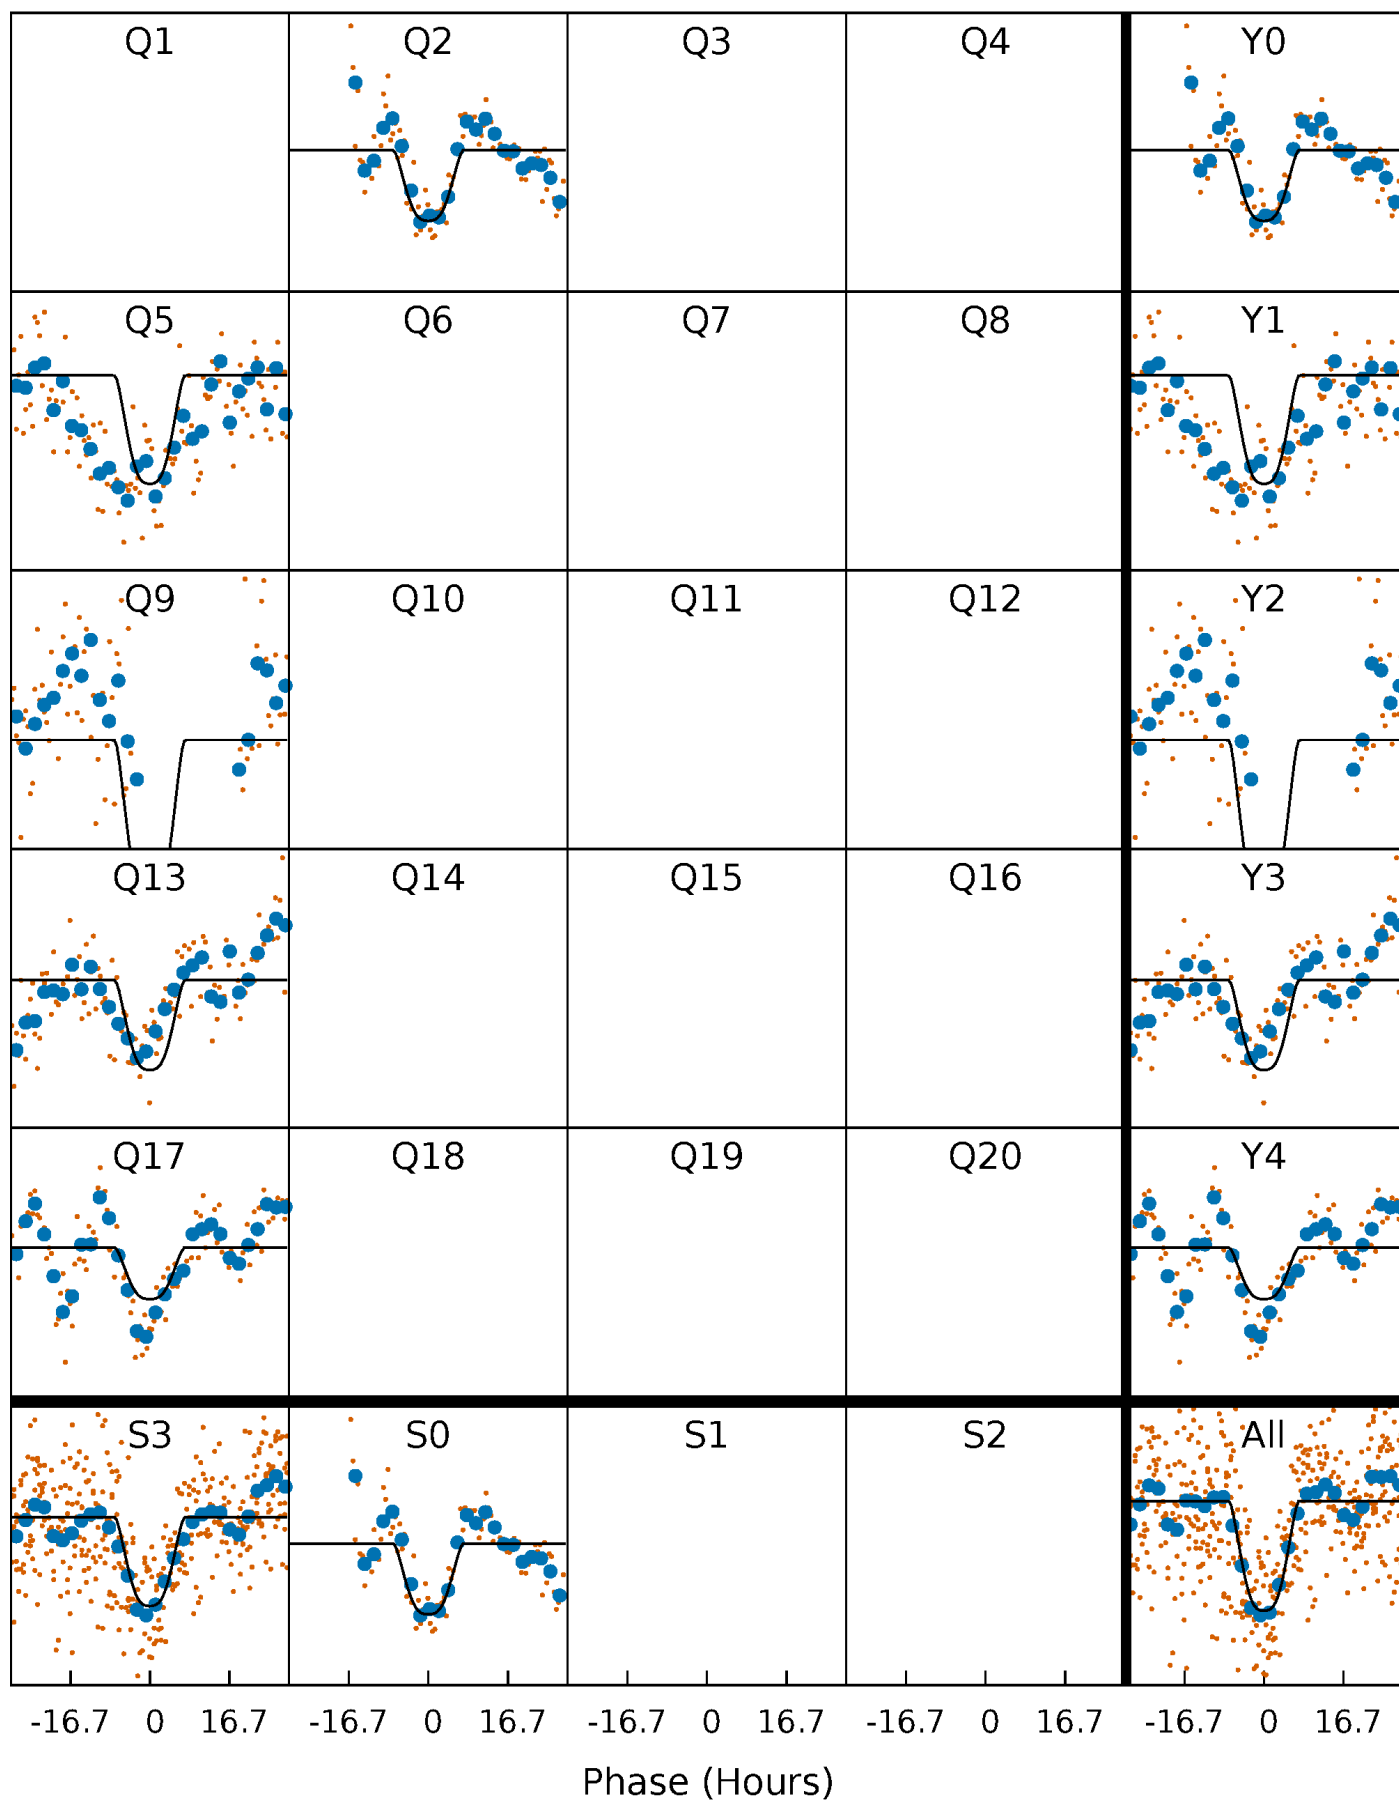 Q1 Q2 Q3 Q4 Y0
Q5 Q6 Q7 Q8 Y1
Q9 Q10 Q11 Q12 Y2
Q13 Q14 Q15 Q16 Y3
Q17 Q18 Q19 Q20 Y4
S3 S0 S1 S2 All
-16.7 0 16.7 -16.7 0 16.7 -16.7 0 16.7 -16.7 0 16.7 -16.7 0 16.7
Phase (Hours)